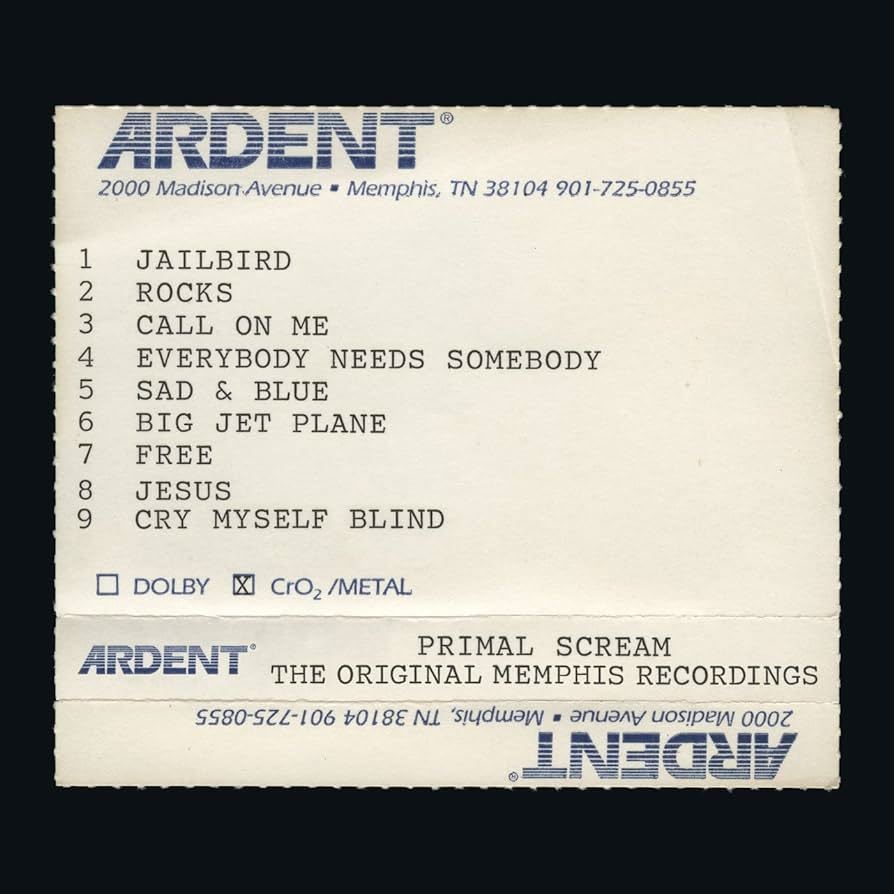 ARDENT®
2000 Madison Avenue ▪ Memphis, TN 38104 901-725-0855
1 JAILBIRD
2 ROCKS
3 CALL ON ME
4 EVERYBODY NEEDS SOMEBODY
5 SAD & BLUE
6 BIG JET PLANE
7 FREE
8 JESUS
9 CRY MYSELF BLIND
☐ DOLBY ☒ CrO₂ /METAL
ARDENT®
PRIMAL SCREAM
THE ORIGINAL MEMPHIS RECORDINGS
2000 Madison Avenue ▪ Memphis, TN 38104 901-725-0855
ARDENT®